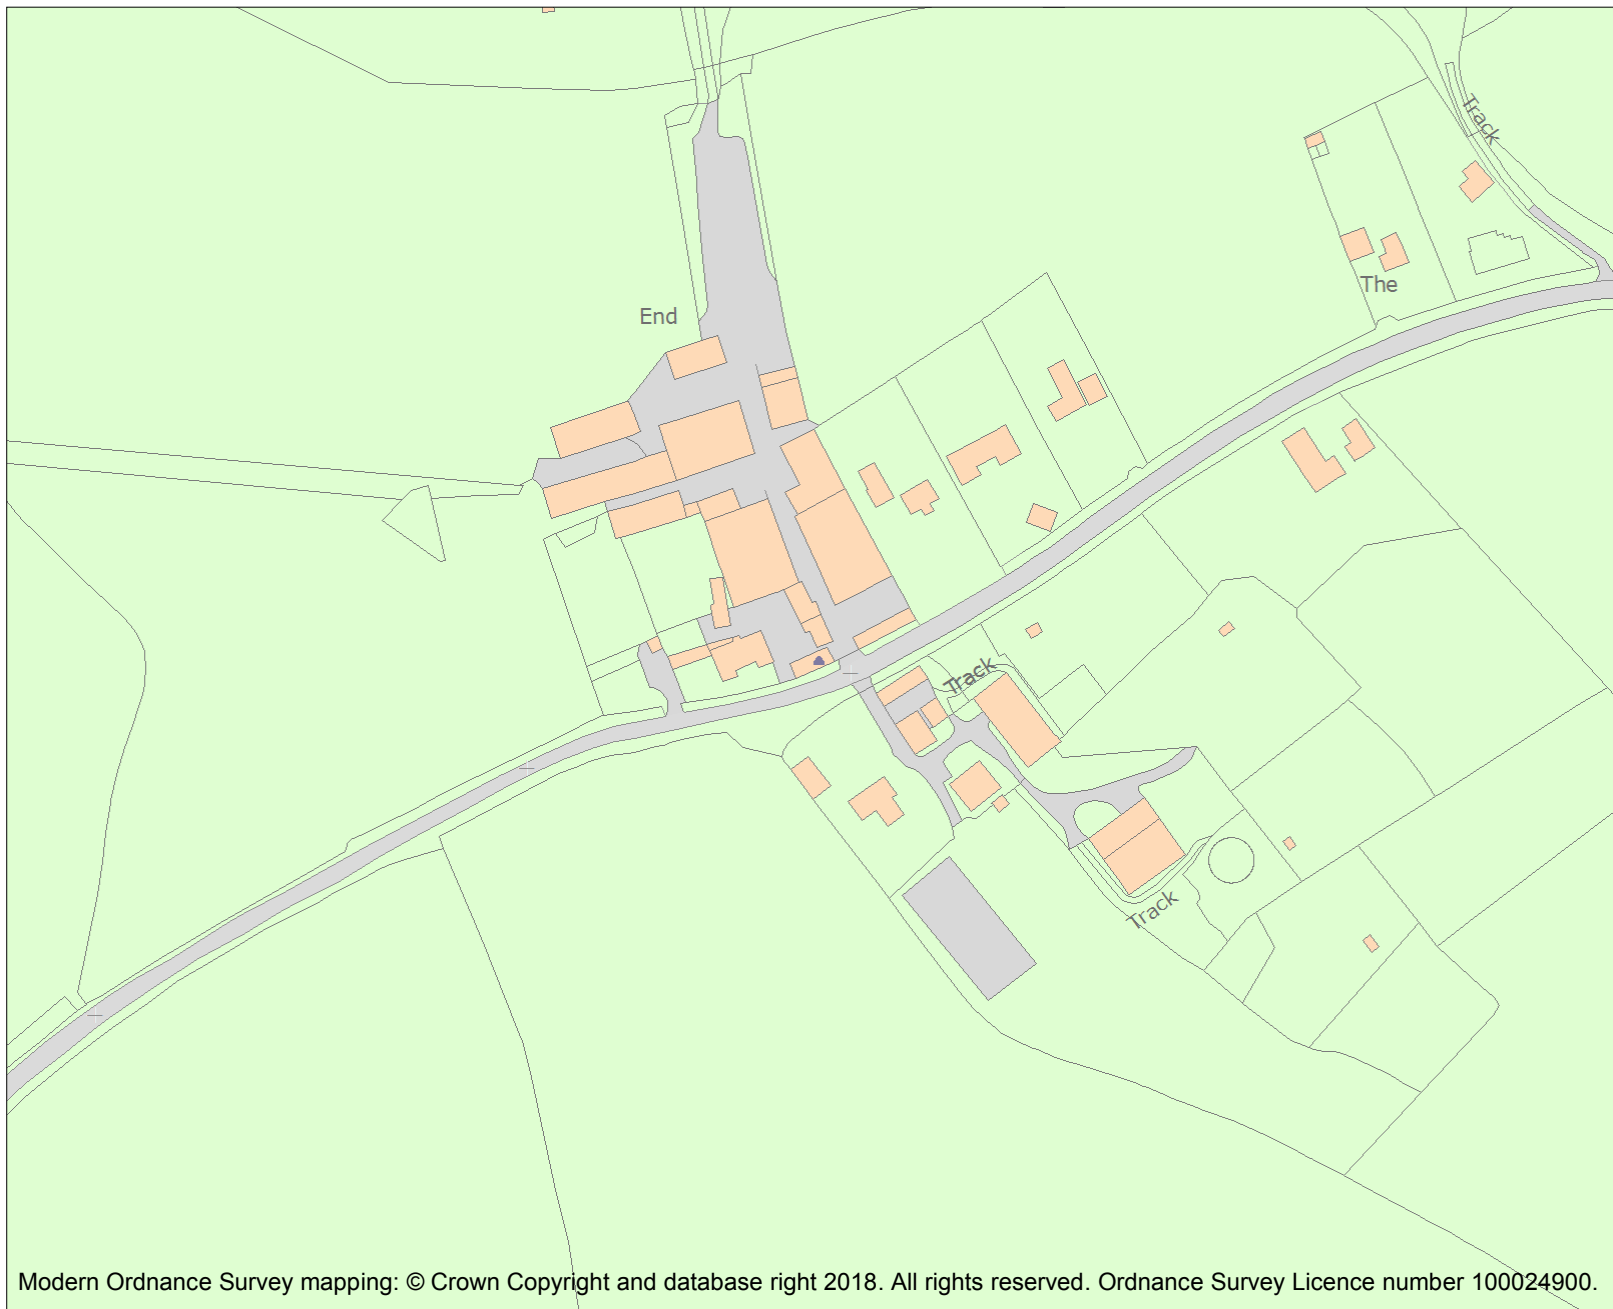 Track
The
End
Track
Track
Modern Ordnance Survey mapping: © Crown Copyright and database right 2018. All rights reserved. Ordnance Survey Licence number 100024900.